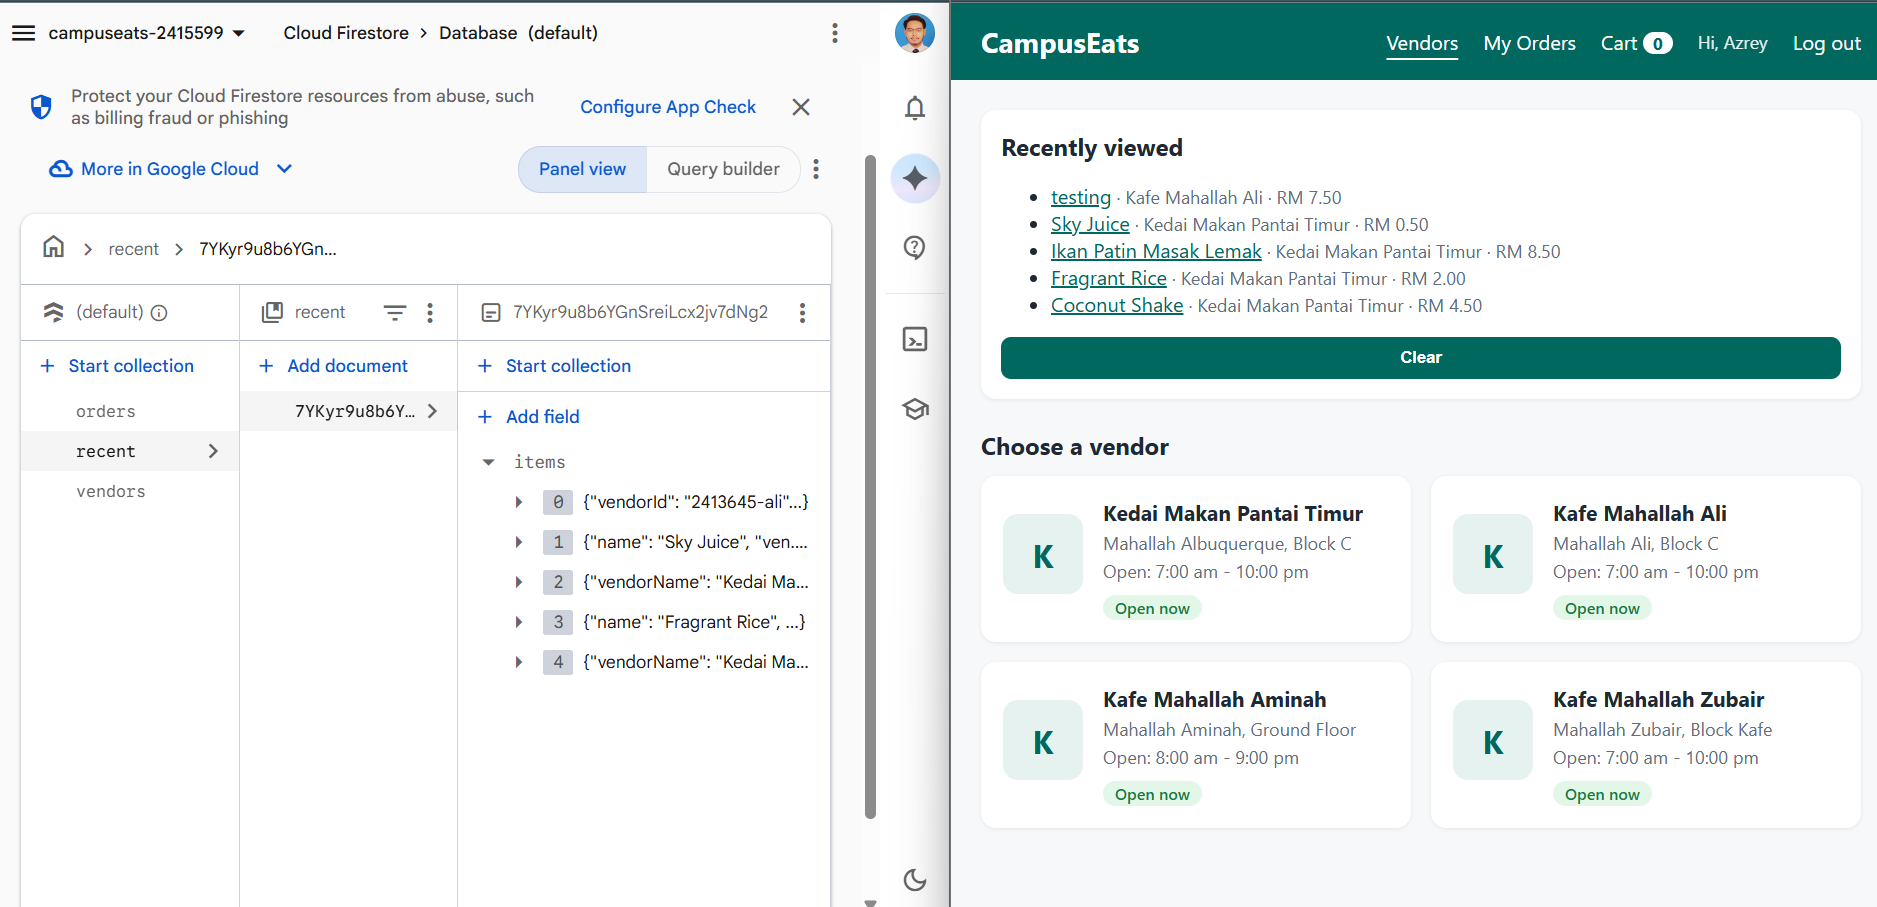 campuseats-2415599
Cloud Firestore > Database (default)
Protect your Cloud Firestore resources from abuse, such
as billing fraud or phishing
Configure App Check
More in Google Cloud
Panel view
Query builder
recent > 7YKyr9u8b6YGn...
(default)
recent
7YKyr9u8b6YGnSreiLcx2jv7dNg2
+ Start collection
+ Add document
+ Start collection
orders
recent
vendors
7YKyr9u8b6Y...
+ Add field
items
0 {"vendorId": "2413645-ali"...}
1 {"name": "Sky Juice", "ven....
2 {"vendorName": "Kedai Ma...
3 {"name": "Fragrant Rice", ...}
4 {"vendorName": "Kedai Ma...
CampusEats
Vendors
My Orders
Cart 0
Hi, Azrey
Log out
Recently viewed
testing · Kafe Mahallah Ali · RM 7.50
Sky Juice · Kedai Makan Pantai Timur · RM 0.50
Ikan Patin Masak Lemak · Kedai Makan Pantai Timur · RM 8.50
Fragrant Rice · Kedai Makan Pantai Timur · RM 2.00
Coconut Shake · Kedai Makan Pantai Timur · RM 4.50
Clear
Choose a vendor
K
Kedai Makan Pantai Timur
Mahallah Albuquerque, Block C
Open: 7:00 am - 10:00 pm
Open now
K
Kafe Mahallah Ali
Mahallah Ali, Block C
Open: 7:00 am - 10:00 pm
Open now
K
Kafe Mahallah Aminah
Mahallah Aminah, Ground Floor
Open: 8:00 am - 9:00 pm
Open now
K
Kafe Mahallah Zubair
Mahallah Zubair, Block Kafe
Open: 7:00 am - 10:00 pm
Open now